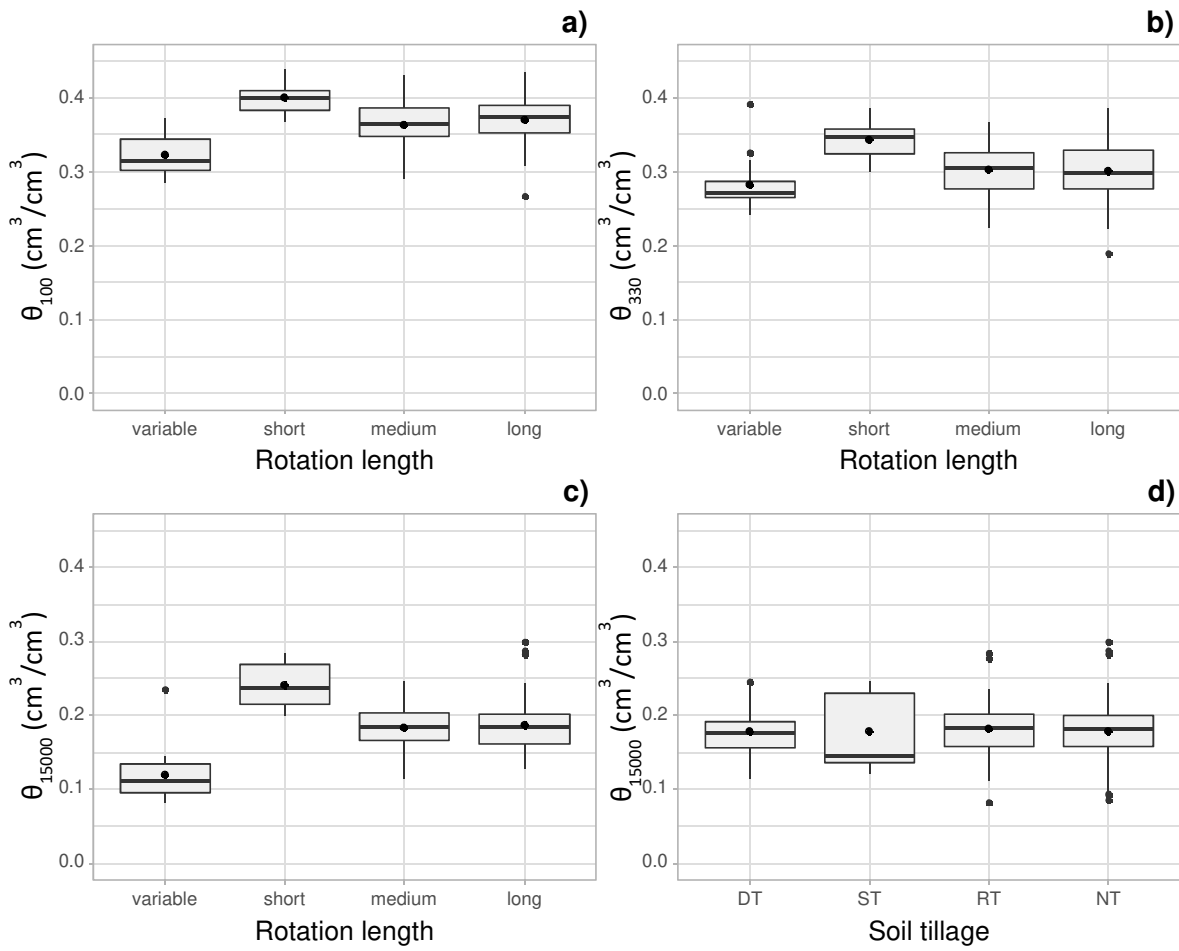 a)
θ100 (cm3/cm3)
0.4
0.3
0.2
0.1
0.0
variable short medium long
Rotation length
b)
θ330 (cm3/cm3)
0.4
0.3
0.2
0.1
0.0
variable short medium long
Rotation length
c)
θ15000 (cm3/cm3)
0.4
0.3
0.2
0.1
0.0
variable short medium long
Rotation length
d)
θ15000 (cm3/cm3)
0.4
0.3
0.2
0.1
0.0
DT ST RT NT
Soil tillage